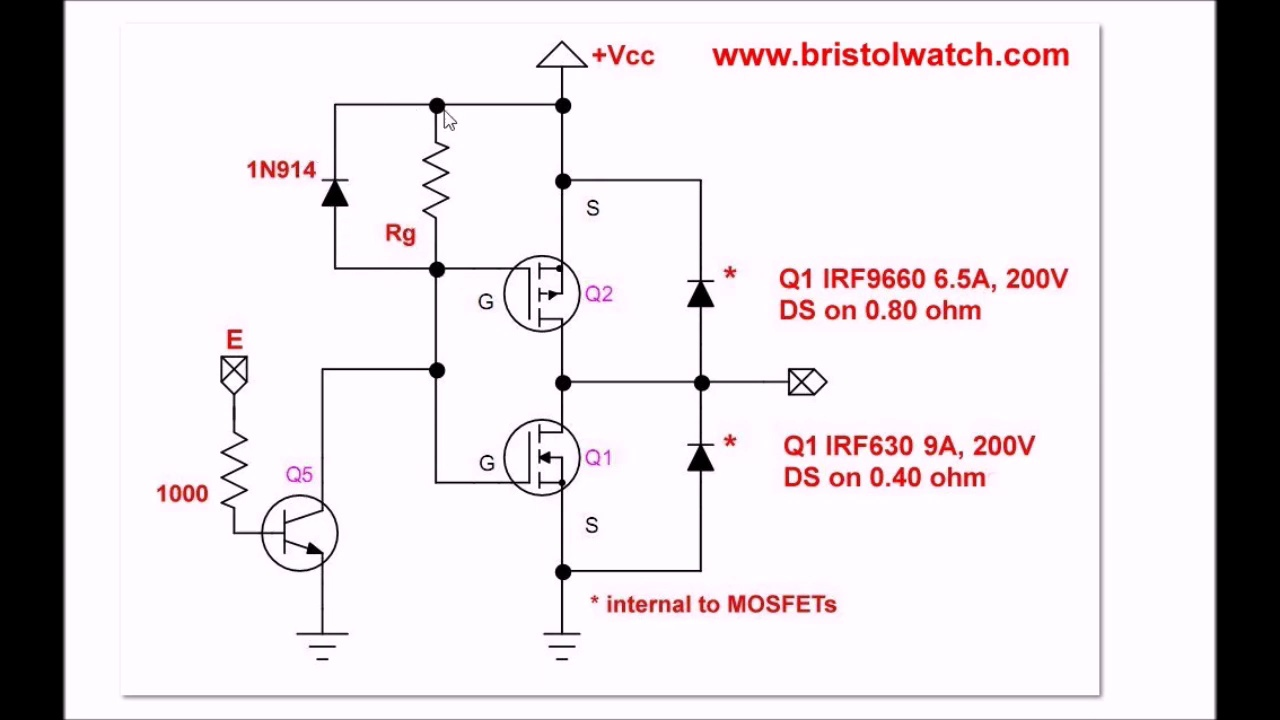 +Vcc
www.bristolwatch.com
1N914
S
Rg
Q2
G
Q1 IRF9660 6.5A, 200V
DS on 0.80 ohm
E
Q5
1000
G
Q1
Q1 IRF630 9A, 200V
DS on 0.40 ohm
S
*
*
* internal to MOSFETs